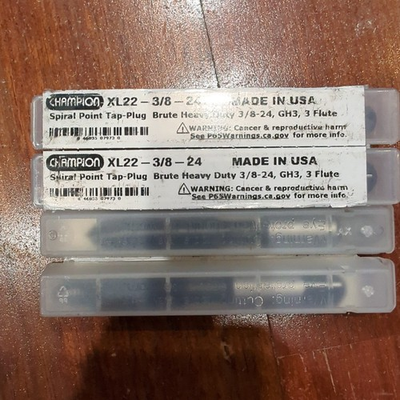 CHAMPION XL22 - 3/8 - 24 MADE IN USA
Spiral Point Tap-Plug Brute Heavy Duty 3/8-24, GH3, 3 Flute
WARNING: Cancer & reproductive harm
See P65Warnings.ca.gov for more info.
CHAMPION XL22 - 3/8 - 24 MADE IN USA
Spiral Point Tap-Plug Brute Heavy Duty 3/8-24, GH3, 3 Flute
WARNING: Cancer & reproductive harm
See P65Warnings.ca.gov for more info.